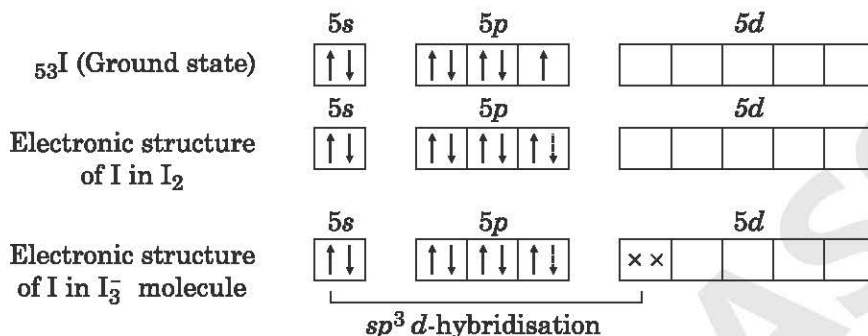 5s 5p 5d
₅₃I (Ground state)
5s 5p 5d
Electronic structure
of I in I₂
5s 5p 5d
Electronic structure
of I in I₃⁻ molecule
× ×
sp³ d-hybridisation